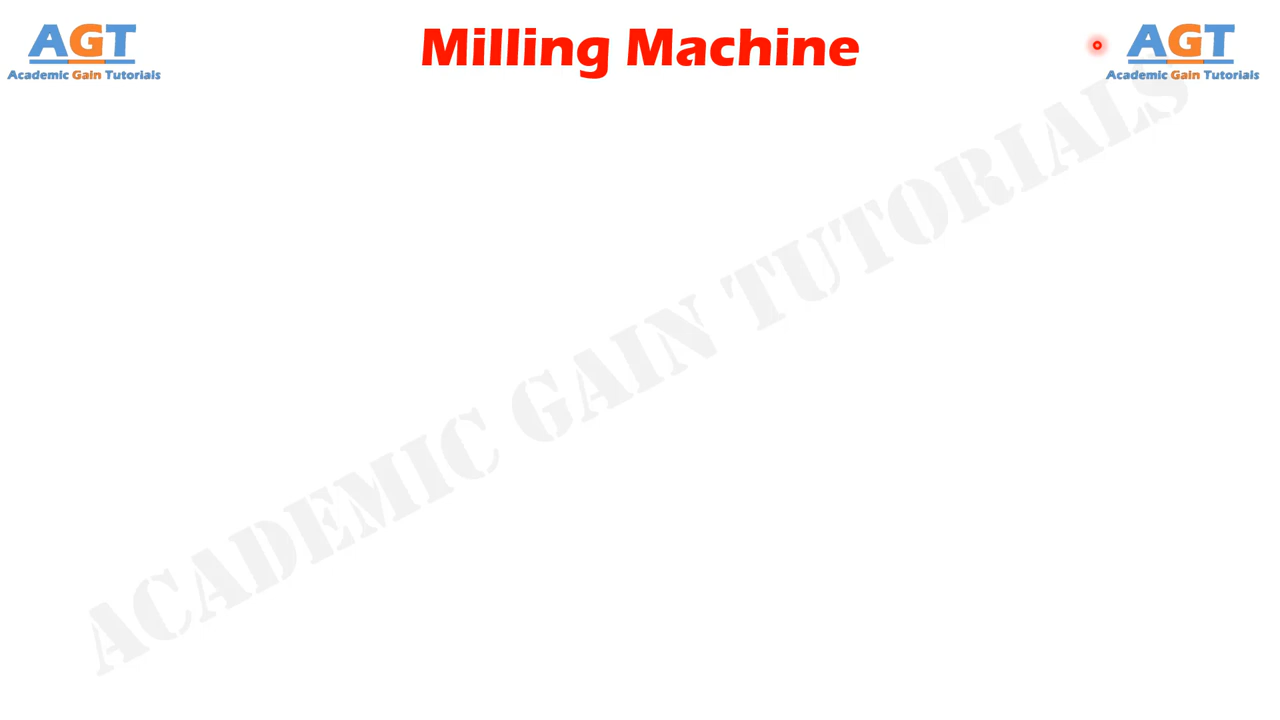 AGT
Academic Gain Tutorials
Milling Machine
AGT
Academic Gain Tutorials
ACADEMIC GAIN TUTORIALS